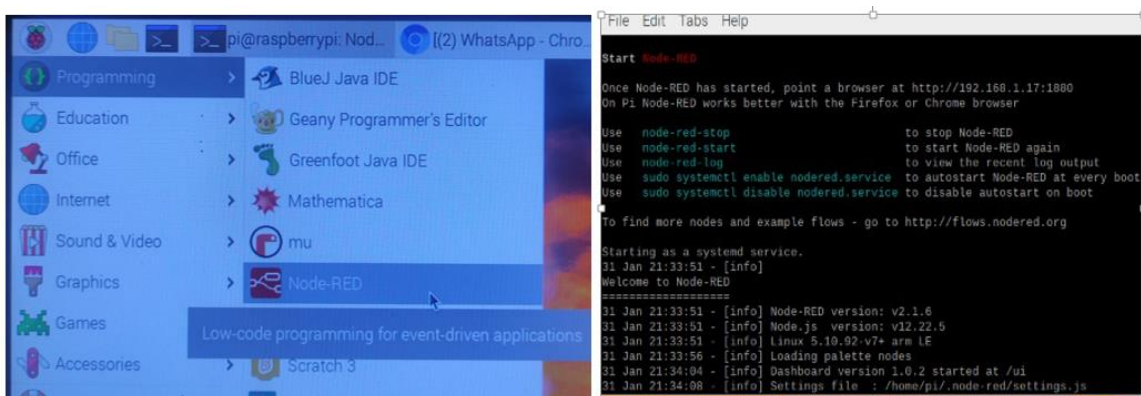 pi@raspberrypi: Nod...
[(2) WhatsApp - Chro...
Programming
Education
Office
Internet
Sound & Video
Graphics
Games
Accessories
BlueJ Java IDE
Geany Programmer's Editor
Greenfoot Java IDE
Mathematica
mu
Node-RED
Low-code programming for event-driven applications
Scratch 3
File Edit Tabs Help
Start Node-RED
Once Node-RED has started, point a browser at http://192.168.1.17:1880
On Pi Node-RED works better with the Firefox or Chrome browser
Use node-red-stop to stop Node-RED
Use node-red-start to start Node-RED again
Use node-red-log to view the recent log output
Use sudo systemctl enable nodered.service to autostart Node-RED at every boot
Use sudo systemctl disable nodered.service to disable autostart on boot
To find more nodes and example flows - go to http://flows.nodered.org
Starting as a systemd service.
31 Jan 21:33:51 - [info]
Welcome to Node-RED
===================
31 Jan 21:33:51 - [info] Node-RED version: v2.1.6
31 Jan 21:33:51 - [info] Node.js version: v12.22.5
31 Jan 21:33:51 - [info] Linux 5.10.92-v7+ arm LE
31 Jan 21:33:56 - [info] Loading palette nodes
31 Jan 21:34:04 - [info] Dashboard version 1.0.2 started at /ui
31 Jan 21:34:08 - [info] Settings file : /home/pi/.node-red/settings.js